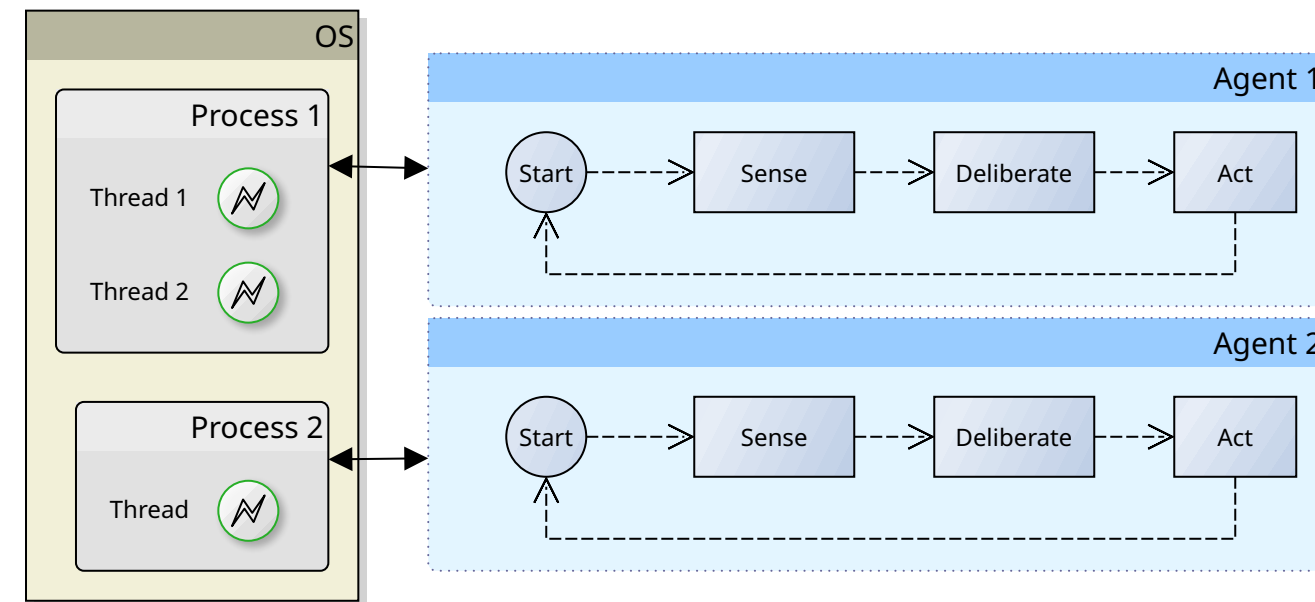 OS
Process 1
Thread 1
Thread 2
Process 2
Thread
Agent 1
Start
Sense
Deliberate
Act
Agent 2
Start
Sense
Deliberate
Act